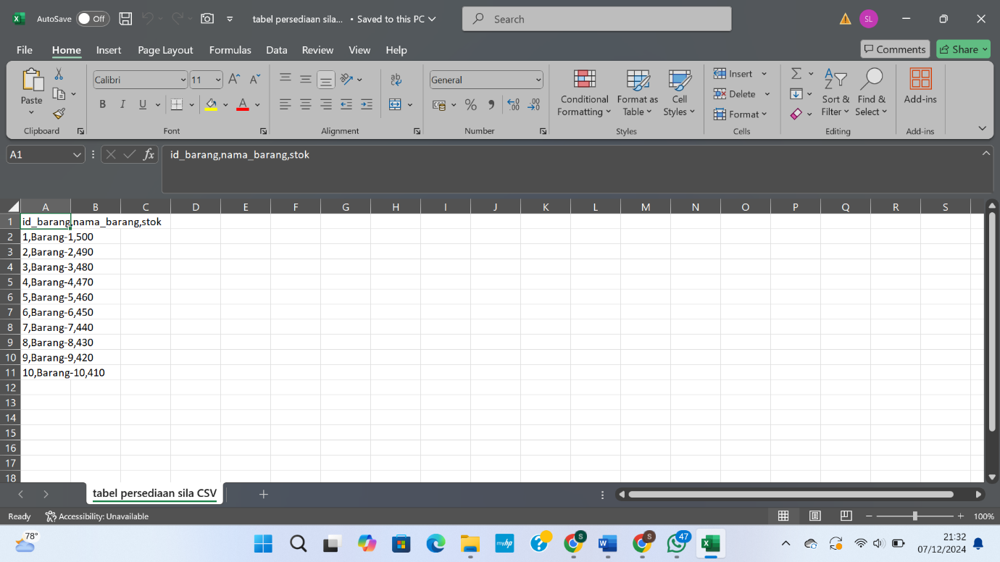 AutoSave Off tabel persediaan sila... • Saved to this PC Search SL
File Home Insert Page Layout Formulas Data Review View Help Comments Share
Calibri 11 General Insert
Paste Conditional Formatting Format as Table Cell Styles Delete Sort & Filter Find & Select Add-ins
B I U A % Format
Clipboard Font Alignment Number Styles Cells Editing Add-ins
A1 fx id_barang,nama_barang,stok
A B C D E F G H I J K L M N O P Q R S
1 id_barang,nama_barang,stok
2 1,Barang-1,500
3 2,Barang-2,490
4 3,Barang-3,480
5 4,Barang-4,470
6 5,Barang-5,460
7 6,Barang-6,450
8 7,Barang-7,440
9 8,Barang-8,430
10 9,Barang-9,420
11 10,Barang-10,410
12
13
14
15
16
17
18
tabel persediaan sila CSV
Ready Accessibility: Unavailable 100%
78° myhp S S 47 21:32
07/12/2024